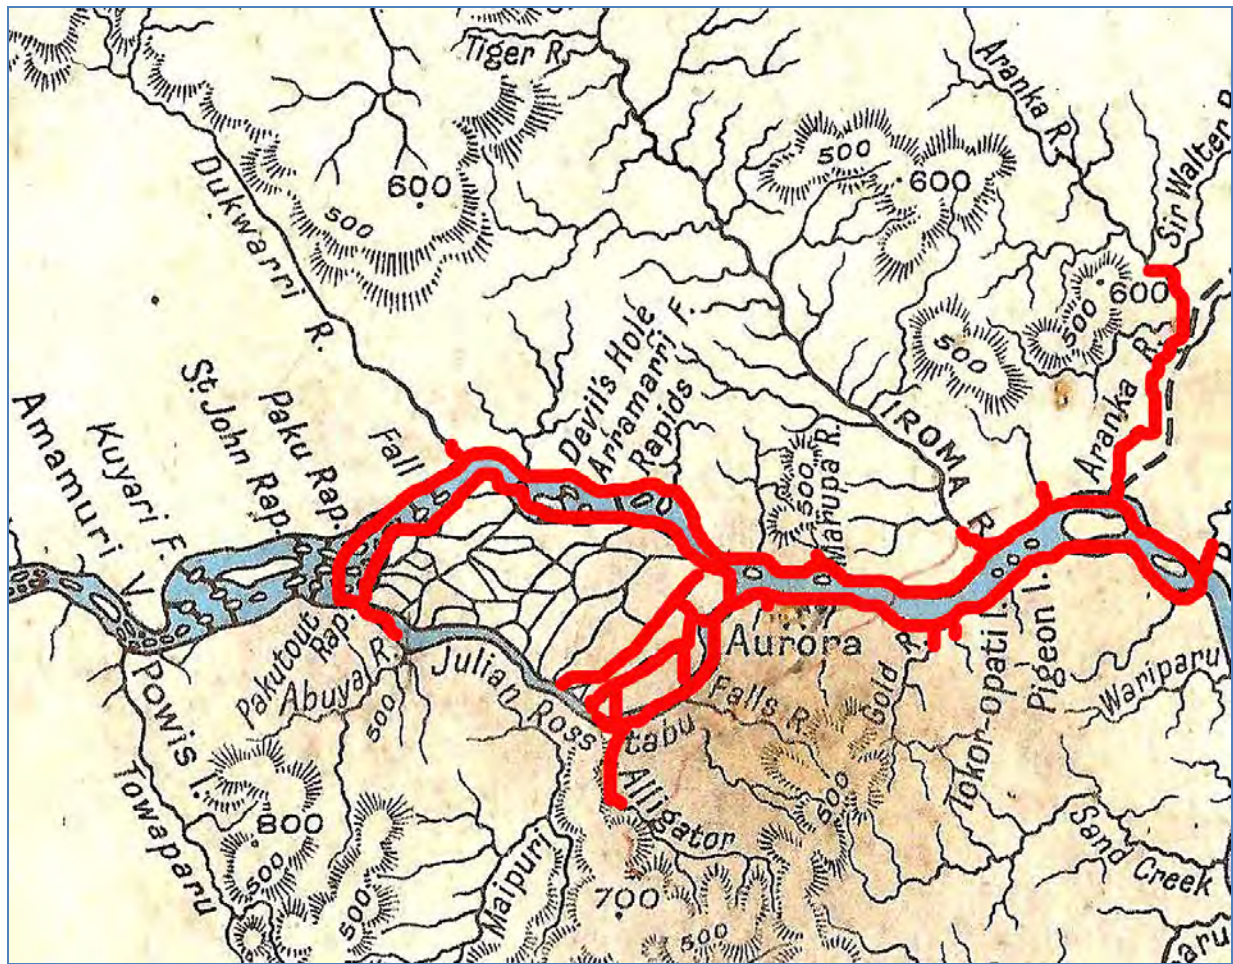 Tiger R.
Aranka R.
Sir Walter
500
600
600
500
Dukwarri R.
600
500
500
Devil's Hole
Arramarri F.
Rapids
St. John Rap.
Paku Rap.
Fall
Kuyari F.
Amamuri
V.
500
Marupa R.
IROMA R.
Aranka R.
Pakutout
Rap.
Abuya R.
Julian Ross
Itabu
Aurora
Falls R.
Gold R.
Tokor-opati I.
Pigeon I.
Wariparu
Powis I.
500
Towaparu
800
500
500
Alligator
600
Sand Creek
Maipuri
700
500
aru